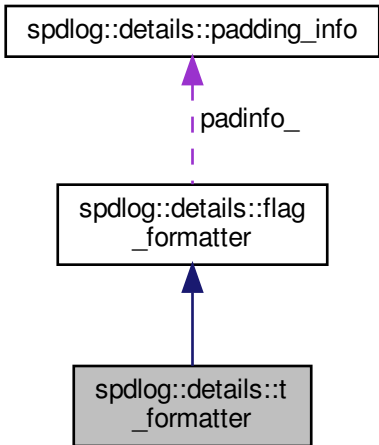 spdlog::details::padding_info
padinfo_
spdlog::details::flag
_formatter
spdlog::details::t
_formatter